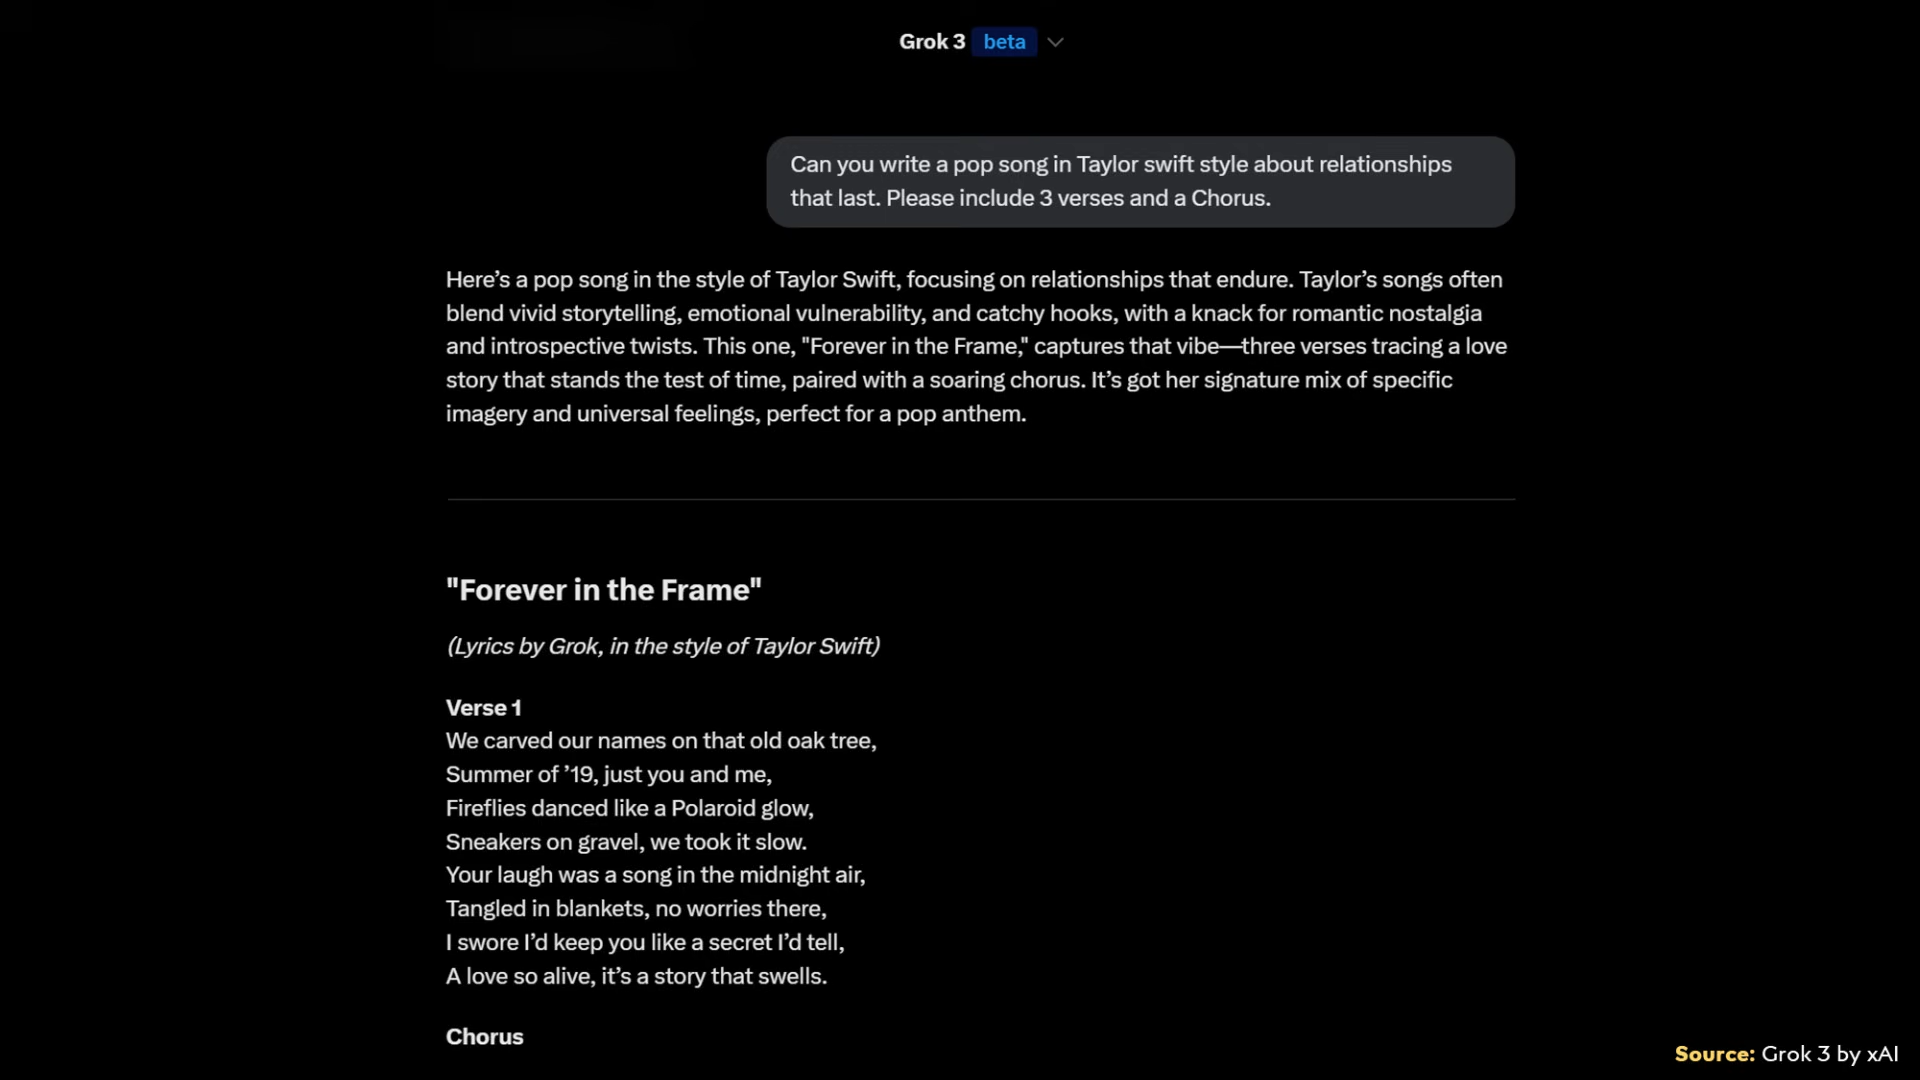 Grok 3 beta
Can you write a pop song in Taylor swift style about relationships
that last. Please include 3 verses and a Chorus.
Here’s a pop song in the style of Taylor Swift, focusing on relationships that endure. Taylor’s songs often
blend vivid storytelling, emotional vulnerability, and catchy hooks, with a knack for romantic nostalgia
and introspective twists. This one, "Forever in the Frame," captures that vibe—three verses tracing a love
story that stands the test of time, paired with a soaring chorus. It’s got her signature mix of specific
imagery and universal feelings, perfect for a pop anthem.
"Forever in the Frame"
(Lyrics by Grok, in the style of Taylor Swift)
Verse 1
We carved our names on that old oak tree,
Summer of ’19, just you and me,
Fireflies danced like a Polaroid glow,
Sneakers on gravel, we took it slow.
Your laugh was a song in the midnight air,
Tangled in blankets, no worries there,
I swore I’d keep you like a secret I’d tell,
A love so alive, it’s a story that swells.
Chorus
Source: Grok 3 by xAI